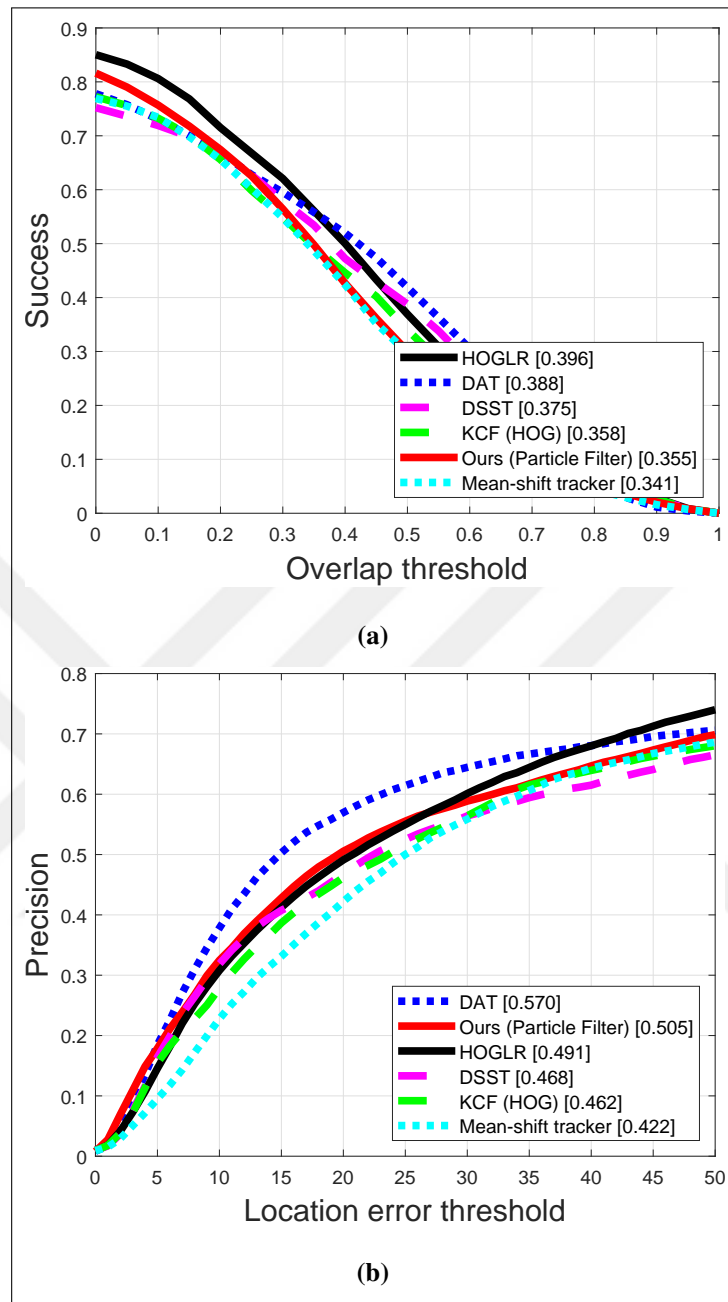 0.9
0.8
0.7
0.6
0.5
0.4
0.3
0.2
0.1
0
Success
HOGLR [0.396]
DAT [0.388]
DSST [0.375]
KCF (HOG) [0.358]
Ours (Particle Filter) [0.355]
Mean-shift tracker [0.341]
0 0.1 0.2 0.3 0.4 0.5 0.6 0.7 0.8 0.9 1
Overlap threshold
(a)
0.8
0.7
0.6
0.5
0.4
0.3
0.2
0.1
0
Precision
DAT [0.570]
Ours (Particle Filter) [0.505]
HOGLR [0.491]
DSST [0.468]
KCF (HOG) [0.462]
Mean-shift tracker [0.422]
0 5 10 15 20 25 30 35 40 45 50
Location error threshold
(b)